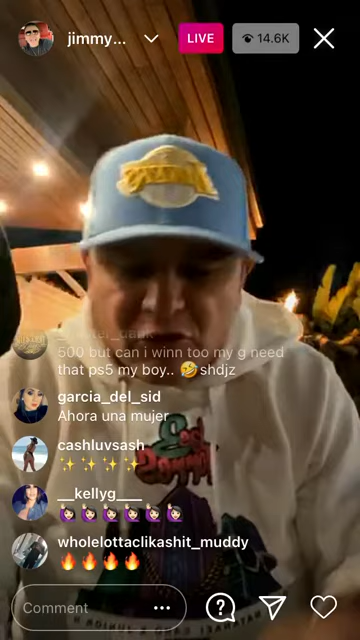 jimmy...
LIVE
14.6K
500 but can i winn too my g need
that ps5 my boy.. 🤣shdjz
garcia_del_sid
Ahora una mujer
cashluvsash
✨✨✨✨
__kellyg___
🙋🏻‍♀️🙋🏻‍♀️🙋🏻‍♀️🙋🏻‍♀️🙋🏻‍♀️🙋🏻‍♀️
wholelottaclikashit_muddy
🔥🔥🔥🔥
Comment